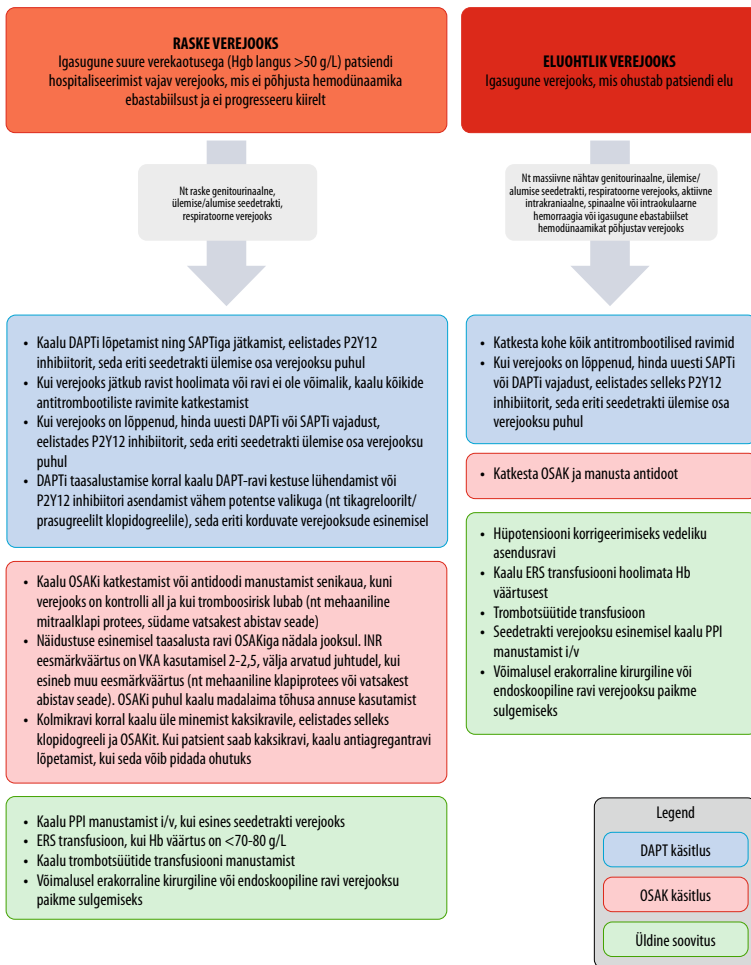 RASKE VEREJOOKS
Igasugune suure verekaotusega (Hgb langus >50 g/L) patsiendi
hospitaliseerimist vajav verejooks, mis ei põhjusta hemodünaamika
ebastabiilsust ja ei progresseeru kiirelt
Nt raske genitourinaalne,
ülemise/alumise seedetrakti,
respiratoorne verejooks
• Kaalu DAPTi lõpetamist ning SAPTiga jätkamist, eelistades P2Y12
inhibiitorit, seda eriti seedetrakti ülemise osa verejooksu puhul
• Kui verejooks jätkub ravist hoolimata või ravi ei ole võimalik, kaalu kõikide
antitrombootiliste ravimite katkestamist
• Kui verejooks on lõppenud, hinda uuesti DAPTi või SAPTi vajadust,
eelistades P2Y12 inhibiitorit, seda eriti seedetrakti ülemise osa verejooksu
puhul
• DAPTi taasalustamise korral kaalu DAPT-ravi kestuse lühendamist või
P2Y12 inhibiitori asendamist vähem potentse valikuga (nt tikagreloorilt/
prasugreelilt klopidogreelile), seda eriti korduvate verejooksude esinemisel
• Kaalu OSAKi katkestamist või antidoodi manustamist senikaua, kuni
verejooks on kontrolli all ja kui tromboosirisk lubab (nt mehaaniline
mitraalklapi protees, südame vatsakest abistav seade)
• Näidustuse esinemisel taasalusta ravi OSAKiga nädala jooksul. INR
eesmärkväärtus on VKA kasutamisel 2-2,5, välja arvatud juhtudel, kui
esineb muu eesmärkväärtus (nt mehaaniline klapiprotees või vatsakest
abistav seade). OSAKi puhul kaalu madalaima tõhusa annuse kasutamist
• Kolmikravi korral kaalu üle minemist kaksikravile, eelistades selleks
klopidogreeli ja OSAKit. Kui patsient saab kaksikravi, kaalu antiagregantravi
lõpetamist, kui seda võib pidada ohutuks
• Kaalu PPI manustamist i/v, kui esines seedetrakti verejooks
• ERS transfusioon, kui Hb väärtus on <70-80 g/L
• Kaalu trombotsüütide transfusiooni manustamist
• Võimalusel erakorraline kirurgiline või endoskoopiline ravi verejooksu
paikme sulgemiseks
ELUOHTLIK VEREJOOKS
Igasugune verejooks, mis ohustab patsiendi elu
Nt massiivne nähtav genitourinaalne, ülemise/
alumise seedetrakti, respiratoorne verejooks, aktiivne
intrakraniaalne, spinaalne või intraokulaarne
hemorraagia või igasugune ebastabiilset
hemodünaamikat põhjustav verejooks
• Katkesta kohe kõik antitrombootilised ravimid
• Kui verejooks on lõppenud, hinda uuesti SAPTi
või DAPTi vajadust, eelistades selleks P2Y12
inhibiitorit, seda eriti seedetrakti ülemise osa
verejooksu puhul
• Katkesta OSAK ja manusta antidoot
• Hüpotensiooni korrigeerimiseks vedeliku
asendusravi
• Kaalu ERS transfusiooni hoolimata Hb
väärtusest
• Trombotsüütide transfusioon
• Seedetrakti verejooksu esinemisel kaalu PPI
manustamist i/v
• Võimalusel erakorraline kirurgiline või
endoskoopiline ravi verejooksu paikme
sulgemiseks
Legend
DAPT käsitlus
OSAK käsitlus
Üldine soovitus